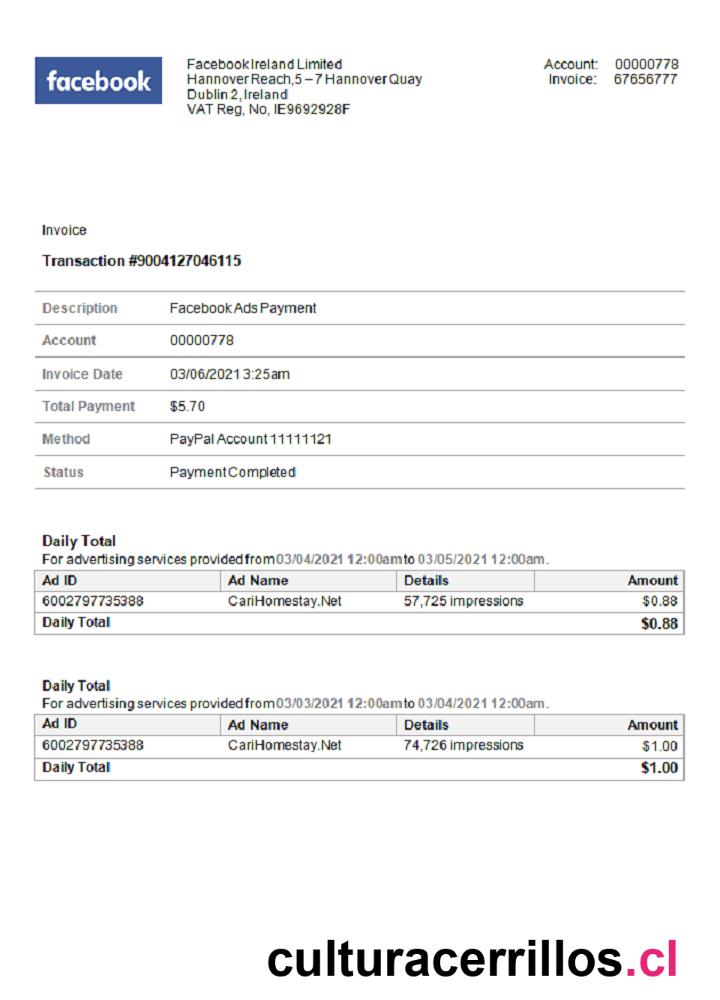 facebook
Facebook Ireland Limited
Hannover Reach, 5 – 7 Hannover Quay
Dublin 2, Ireland
VAT Reg, No, IE9692928F
Account: 00000778
Invoice: 67656777
Invoice
Transaction #9004127046115
Description Facebook Ads Payment
Account 00000778
Invoice Date 03/06/2021 3:25am
Total Payment $5.70
Method PayPal Account 11111121
Status Payment Completed
Daily Total
For advertising services provided from 03/04/2021 12:00am to 03/05/2021 12:00am.
Ad ID Ad Name Details Amount
6002797735388 CariHomestay.Net 57,725 impressions $0.88
Daily Total $0.88
Daily Total
For advertising services provided from 03/03/2021 12:00am to 03/04/2021 12:00am.
Ad ID Ad Name Details Amount
6002797735388 CariHomestay.Net 74,726 impressions $1.00
Daily Total $1.00
culturacerrillos.cl